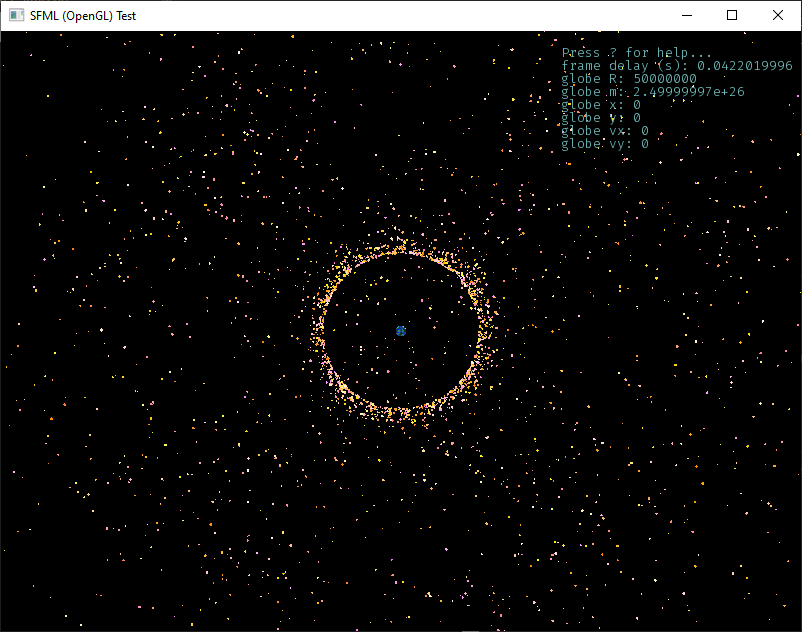 SFML (OpenGL) Test
Press ? for help...
frame delay (s): 0.0422019996
globe R: 50000000
globe m: 2.49999997e+26
globe x: 0
globe y: 0
globe vx: 0
globe vy: 0